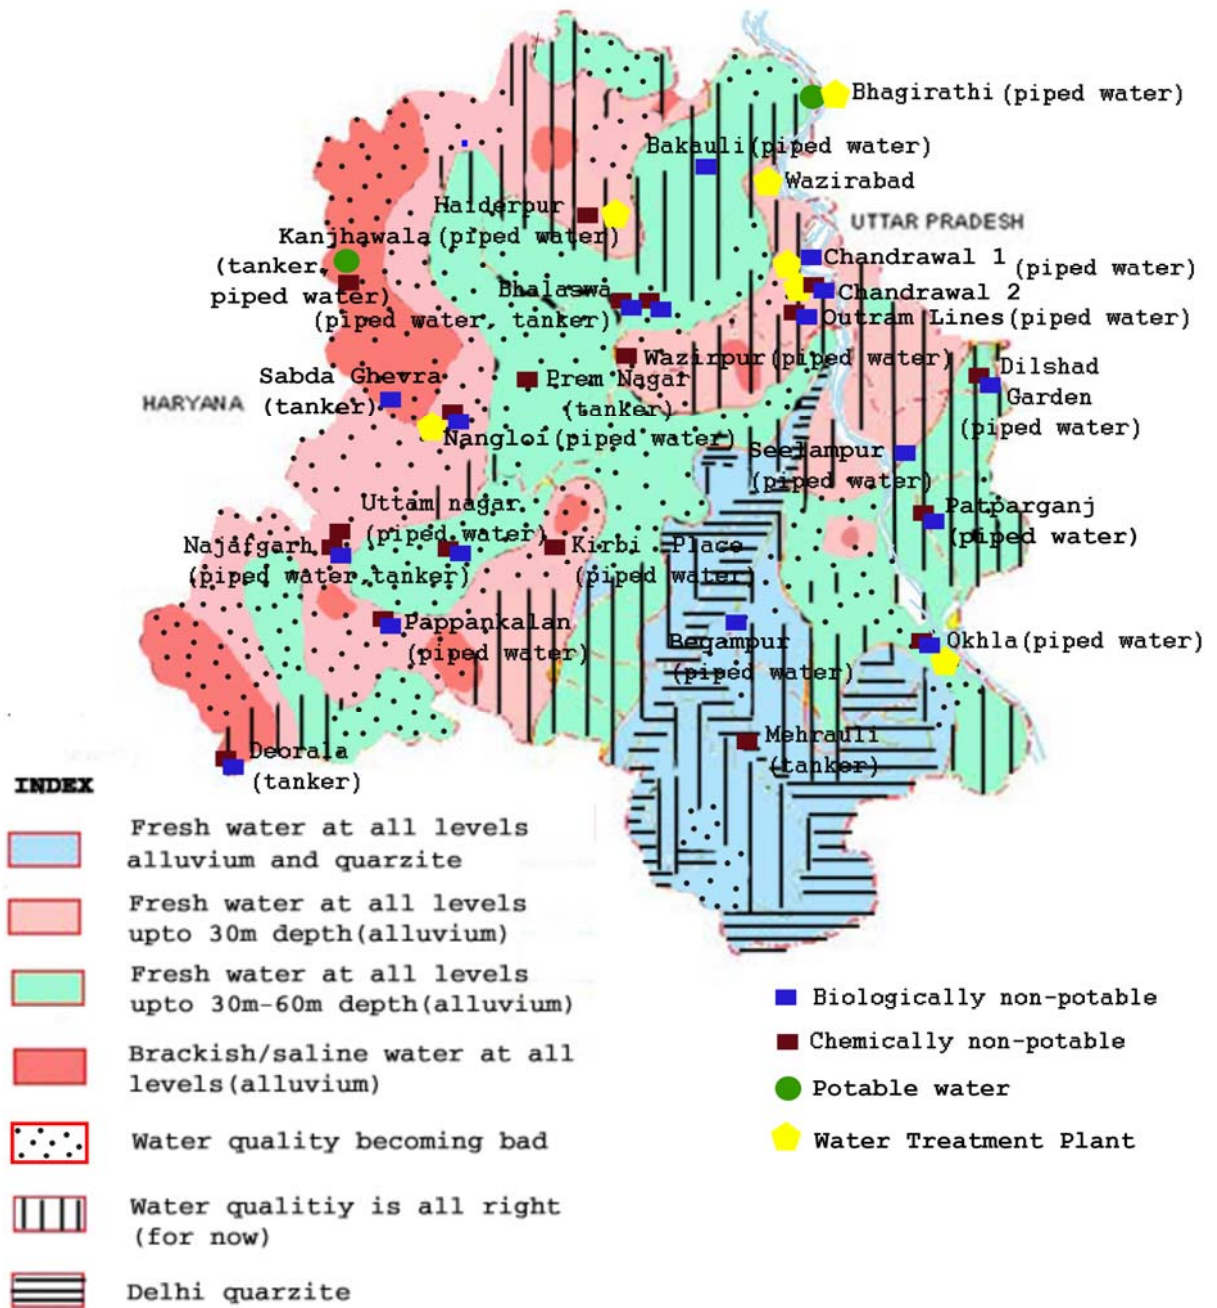 Bhagirathi (piped water)
Bakauli (piped water)
Wazirabad
UTTAR PRADESH
Haiderpur
(piped water)
Kanjhawala
(tanker,
piped water)
Chandrawal 1
(piped water)
Chandrawal 2
Bhalaswa
(piped water, tanker)
Outram Lines (piped water)
Wazirpur (piped water)
Dilshad
Garden
(piped water)
Sabda Ghevra
(tanker)
Prem Nagar
(tanker)
HARYANA
Nangloi (piped water)
Seelampur
(piped water)
Uttam nagar
(piped water)
Patparganj
(piped water)
Najafgarh
(piped water, tanker)
Kirbi Place
(piped water)
Pappankalan
(piped water)
Begampur
(piped water)
Okhla (piped water)
Mehrauli
(tanker)
Deorala
(tanker)
INDEX
Fresh water at all levels
alluvium and quarzite
Fresh water at all levels
upto 30m depth(alluvium)
Fresh water at all levels
upto 30m-60m depth(alluvium)
Brackish/saline water at all
levels(alluvium)
Water quality becoming bad
Water qualitiy is all right
(for now)
Delhi quarzite
Biologically non-potable
Chemically non-potable
Potable water
Water Treatment Plant